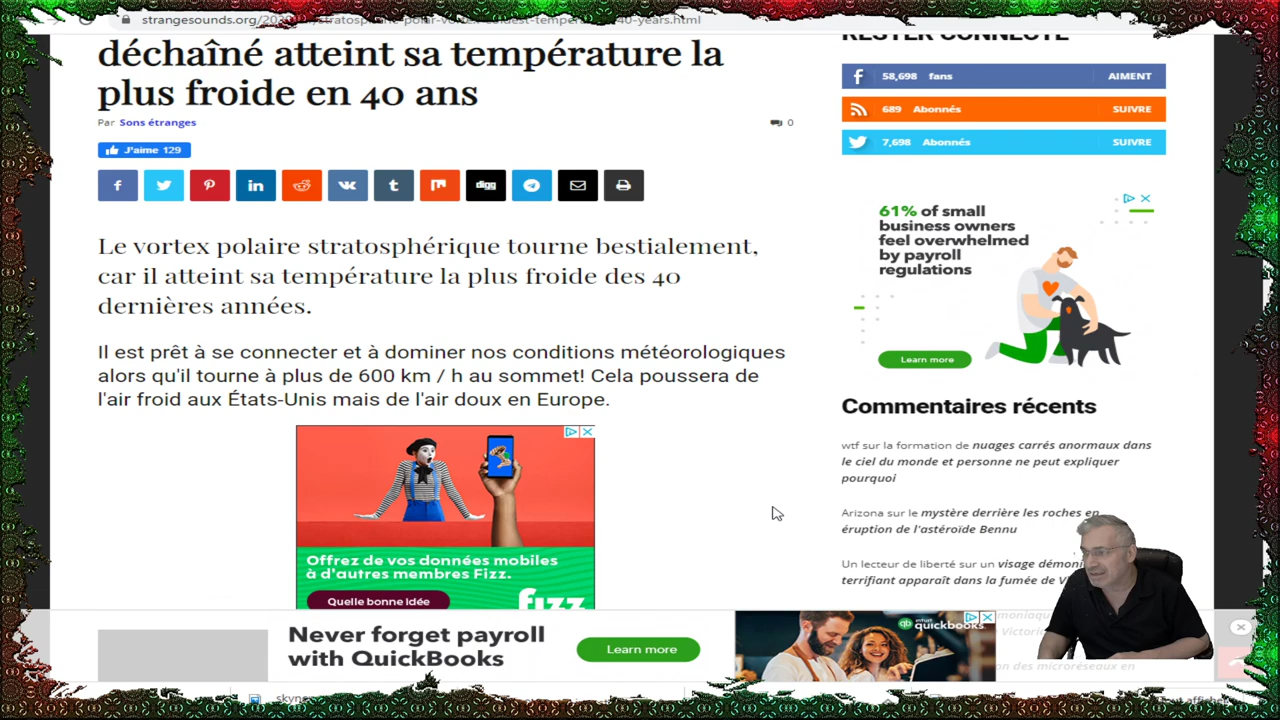 strangesounds.org/
déchaîné atteint sa température la
plus froide en 40 ans
Par Sons étranges
0
J'aime 129
digg
Le vortex polaire stratosphérique tourne bestialement,
car il atteint sa température la plus froide des 40
dernières années.
Il est prêt à se connecter et à dominer nos conditions météorologiques
alors qu'il tourne à plus de 600 km / h au sommet! Cela poussera de
l'air froid aux États-Unis mais de l'air doux en Europe.
Offrez de vos données mobiles
à d'autres membres Fizz.
Quelle bonne idée
fizz
RESTER CONNECTÉ
58,698 fans AIMENT
689 Abonnés SUIVRE
7,698 Abonnés SUIVRE
61% of small
business owners
feel overwhelmed
by payroll
regulations
Learn more
Commentaires récents
wtf sur la formation de nuages carrés anormaux dans
le ciel du monde et personne ne peut expliquer
pourquoi
Arizona sur le mystère derrière les roches en
éruption de l'astéroïde Bennu
Un lecteur de liberté sur un visage
terrifiant apparaît dans la fumée de
Never forget payroll
with QuickBooks
Learn more
intuit
quickbooks